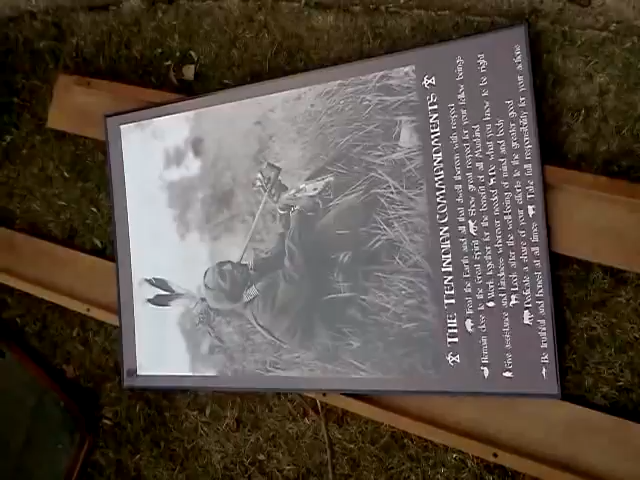 THE TEN INDIAN COMMANDMENTS
Treat the Earth and all that dwell thereon with respect
Remain close to the Great Spirit Show great respect for your fellow beings
Work together for the benefit of all Mankind
Give assistance and kindness wherever needed Do what you know to be right
Look after the well-being of mind and body
Dedicate a share of your efforts to the greater good
Be truthful and honest at all times Take full responsibility for your actions